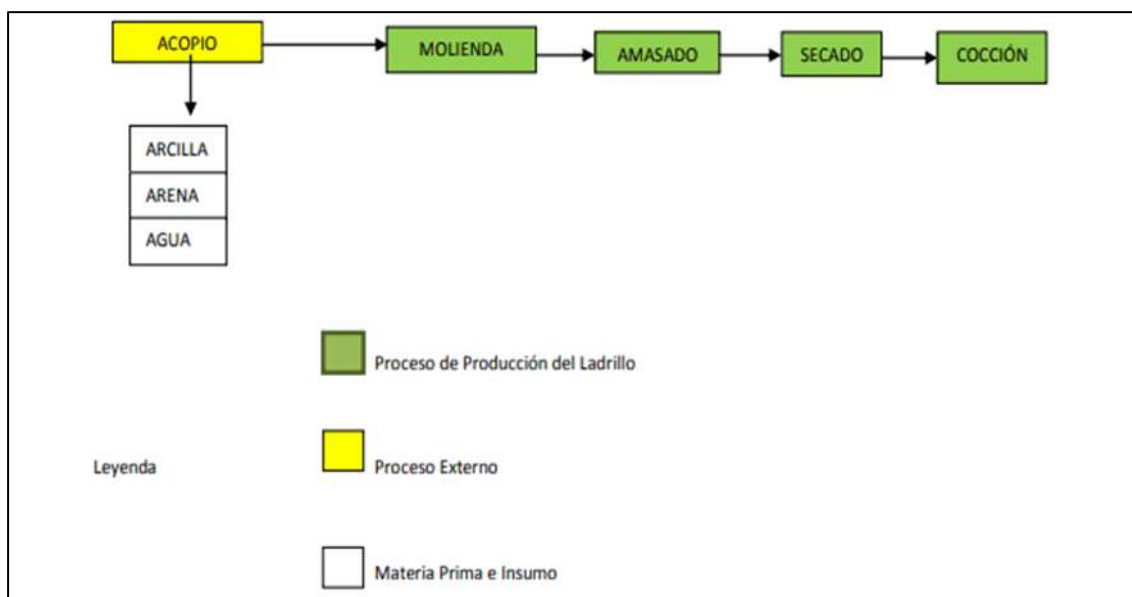 ACOPIO
MOLIENDA
AMASADO
SECADO
COCCIÓN
ARCILLA
ARENA
AGUA
Proceso de Producción del Ladrillo
Leyenda
Proceso Externo
Materia Prima e Insumo